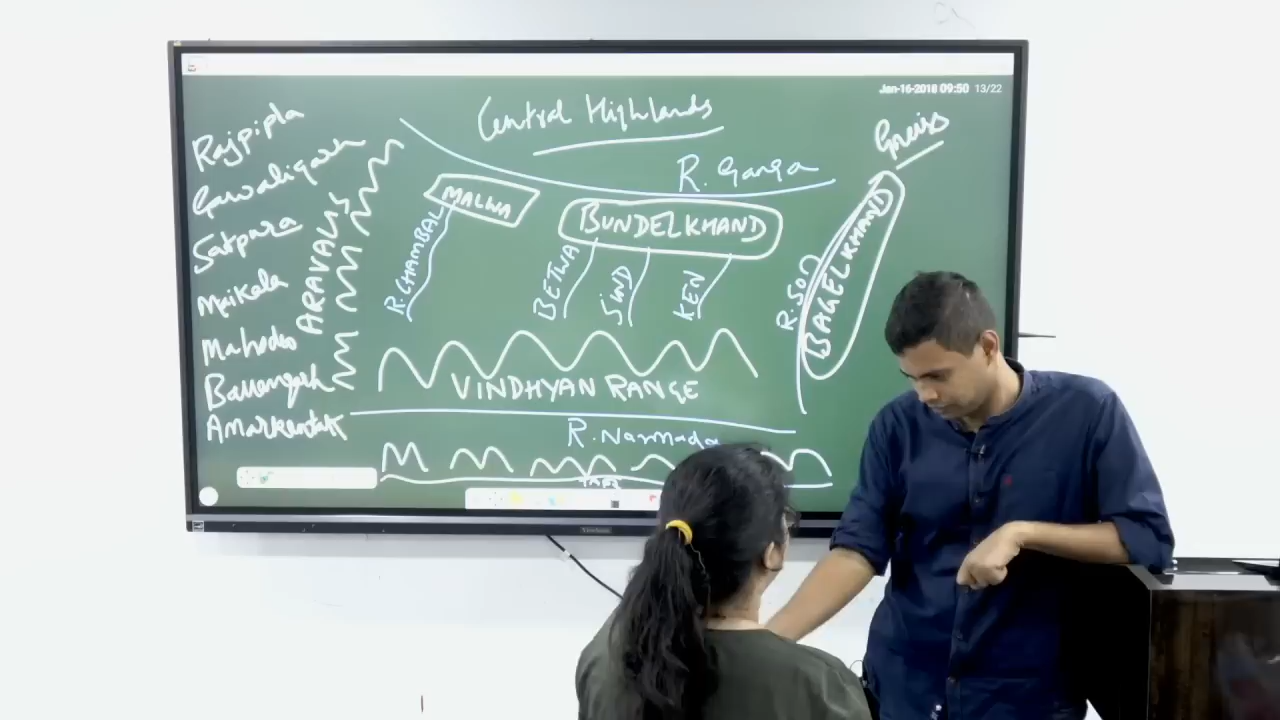 Jan-16-2018 09:50 13/22
Central Highlands
Gneiss
R. Ganga
Rajpipla
Gawaligarh
Satpura
Maikala
Mahadeo
Amarkantak
ARAVALIS
MALWA
R. CHAMBAL
BUNDELKHAND
BETWA
SIND
KEN
R. SON
BAGELKHAND
VINDHYAN RANGE
R. Narmada
ViewSonic